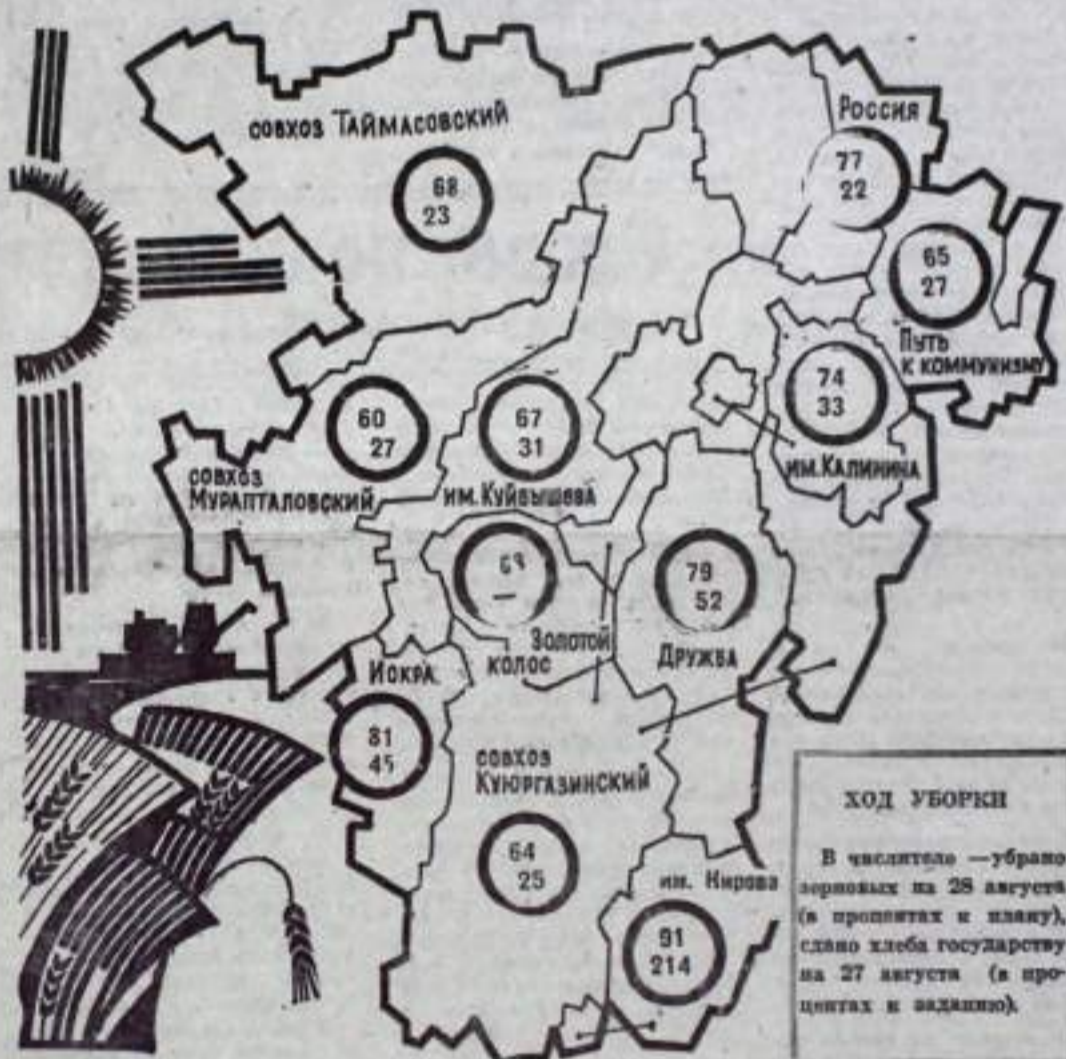 СОВХОЗ ТАЙМАСОВСКИЙ
68
23
РОССИЯ
77
22
65
27
ПУТЬ
К КОММУНИЗМУ
74
33
ИМ. КАЛИНИНА
60
27
СОВХОЗ
МУРАПТАЛОВСКИЙ
67
31
ИМ. КУЙБЫШЕВА
—
ЗОЛОТОЙ
КОЛОС
79
52
ДРУЖБА
ИСКРА
81
45
СОВХОЗ
КУЮРГАЗИНСКИЙ
64
25
ИМ. КИРОВА
91
214
ХОД УБОРКИ
В числителе — убрано
зерновых на 28 августа
(в процентах к плану),
сдано хлеба государству
на 27 августа (в про-
центах к заданию).